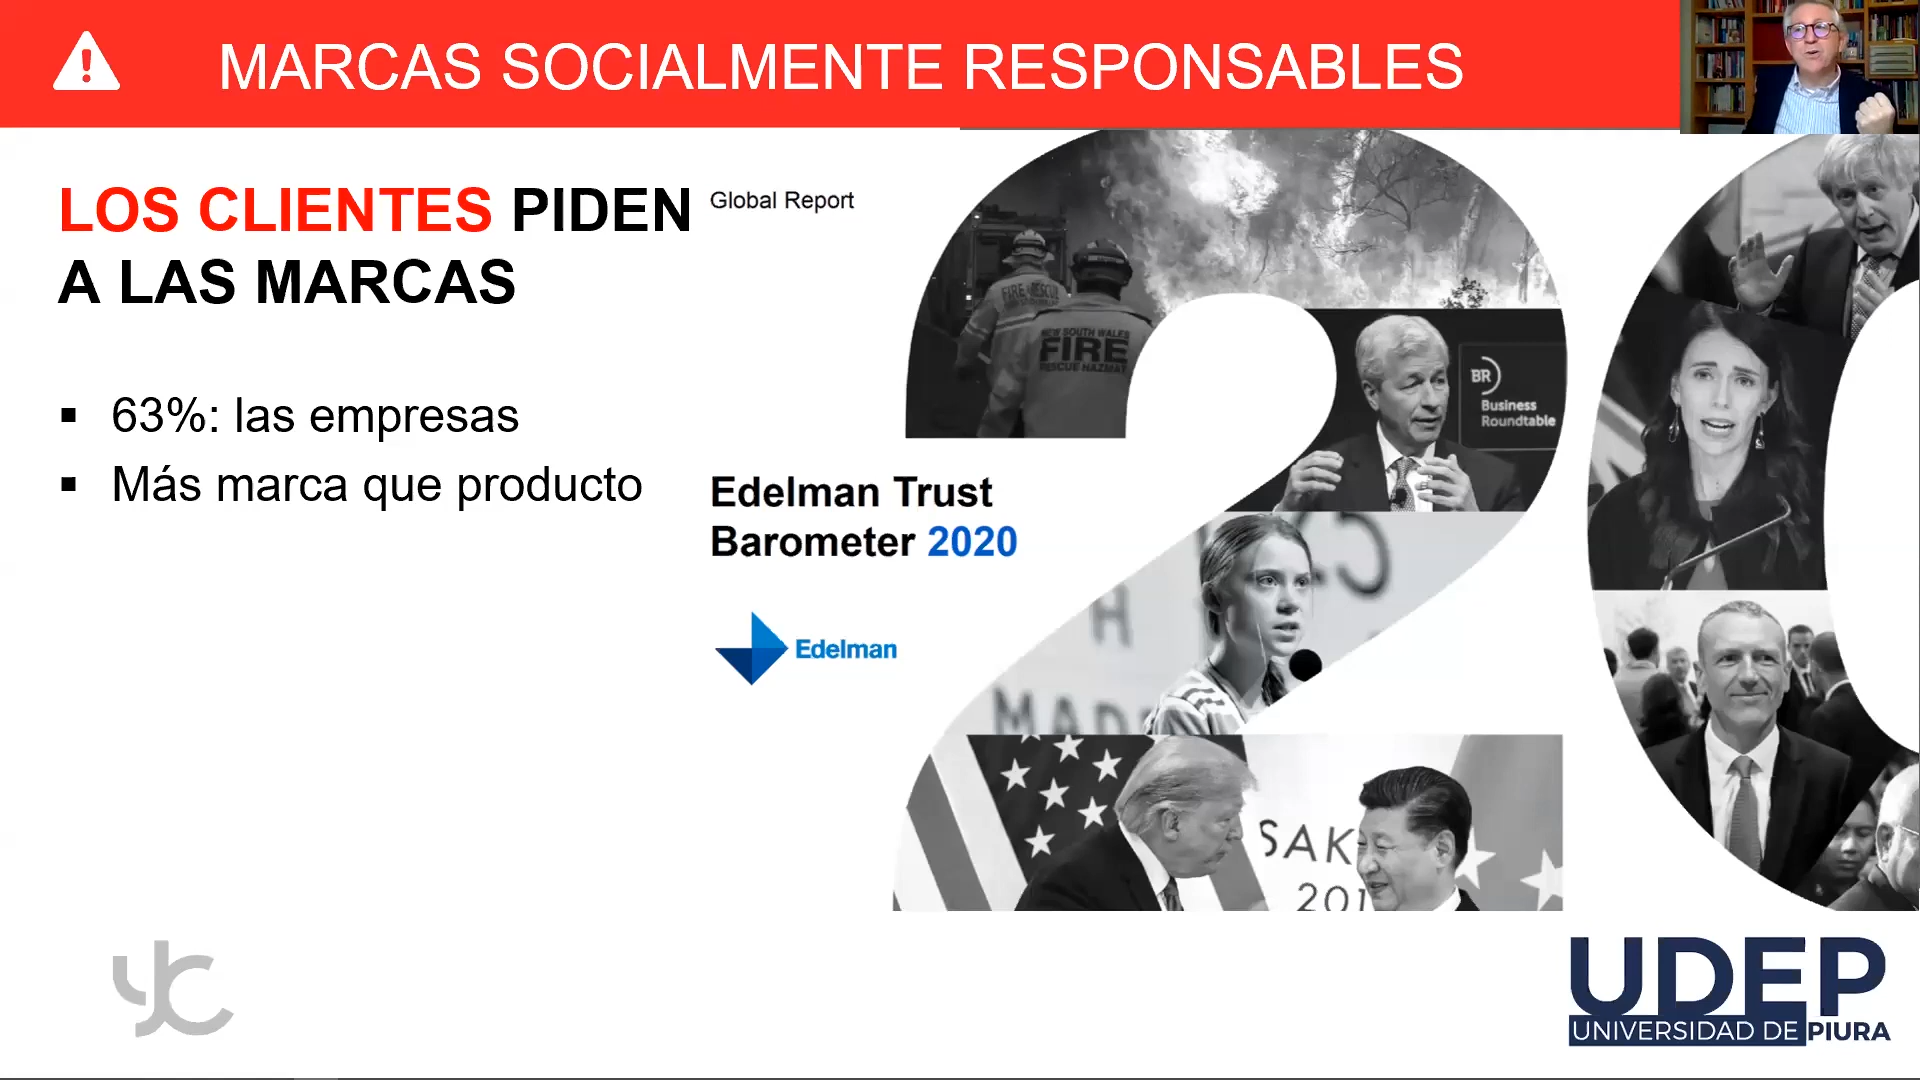 MARCAS SOCIALMENTE RESPONSABLES
LOS CLIENTES PIDEN
A LAS MARCAS
▪ 63%: las empresas
▪ Más marca que producto
Global Report
Edelman Trust
Barometer 2020
Edelman
FIRE RESCUE
NEW SOUTH WALES
FIRE
RESCUE HAZMAT
BR
Business
Roundtable
25
H
MAD
SAK
201
UDEP
UNIVERSIDAD DE PIURA